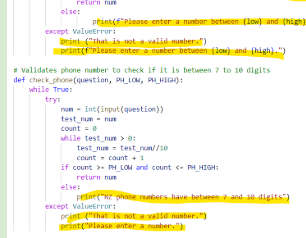 return num
else:
print(f"Please enter a number between {low} and {high}
except ValueError:
print ("That is not a valid number.")
print(f"Please enter a number between {low} and {high}.")
# Validates phone number to check if it is between 7 to 10 digits
def check_phone(question, PH_LOW, PH_HIGH):
while True:
try:
num = int(input(question))
test_num = num
count = 0
while test_num > 0:
test_num = test_num//10
count = count + 1
if count >= PH_LOW and count <= PH_HIGH:
return num
else:
print("NZ phone numbers have between 7 and 10 digits")
except ValueError:
print ("That is not a valid number.")
print("Please enter a number.")